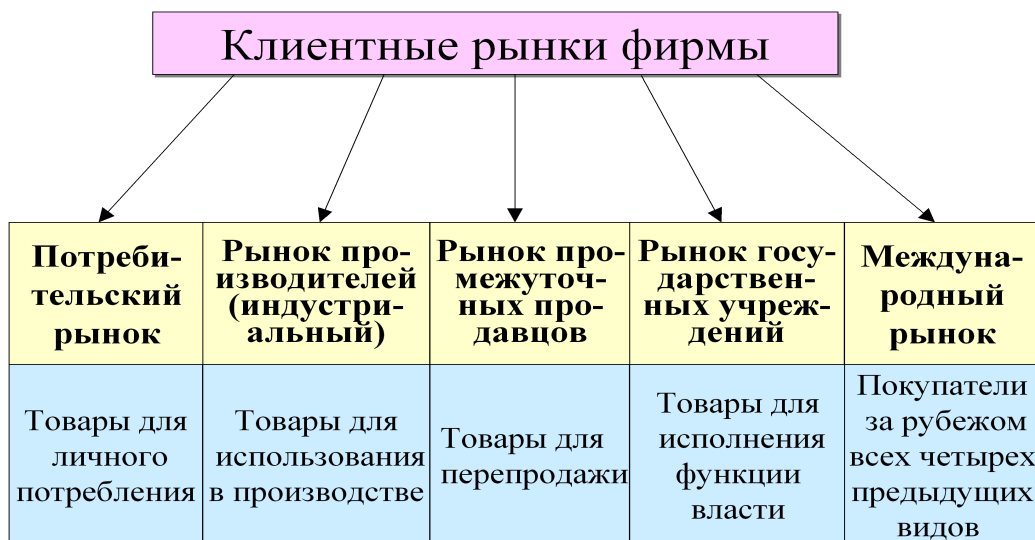 Клиентные рынки фирмы
Потреби-
тельский
рынок
Рынок про-
изводителей
(индустри-
альный)
Рынок про-
межуточ-
ных про-
давцов
Рынок госу-
дарствен-
ных учреж-
дений
Междуна-
родный
рынок
Товары для
личного
потребления
Товары для
использования
в производстве
Товары для
перепродажи
Товары для
исполнения
функции
власти
Покупатели
за рубежом
всех четырех
предыдущих
видов